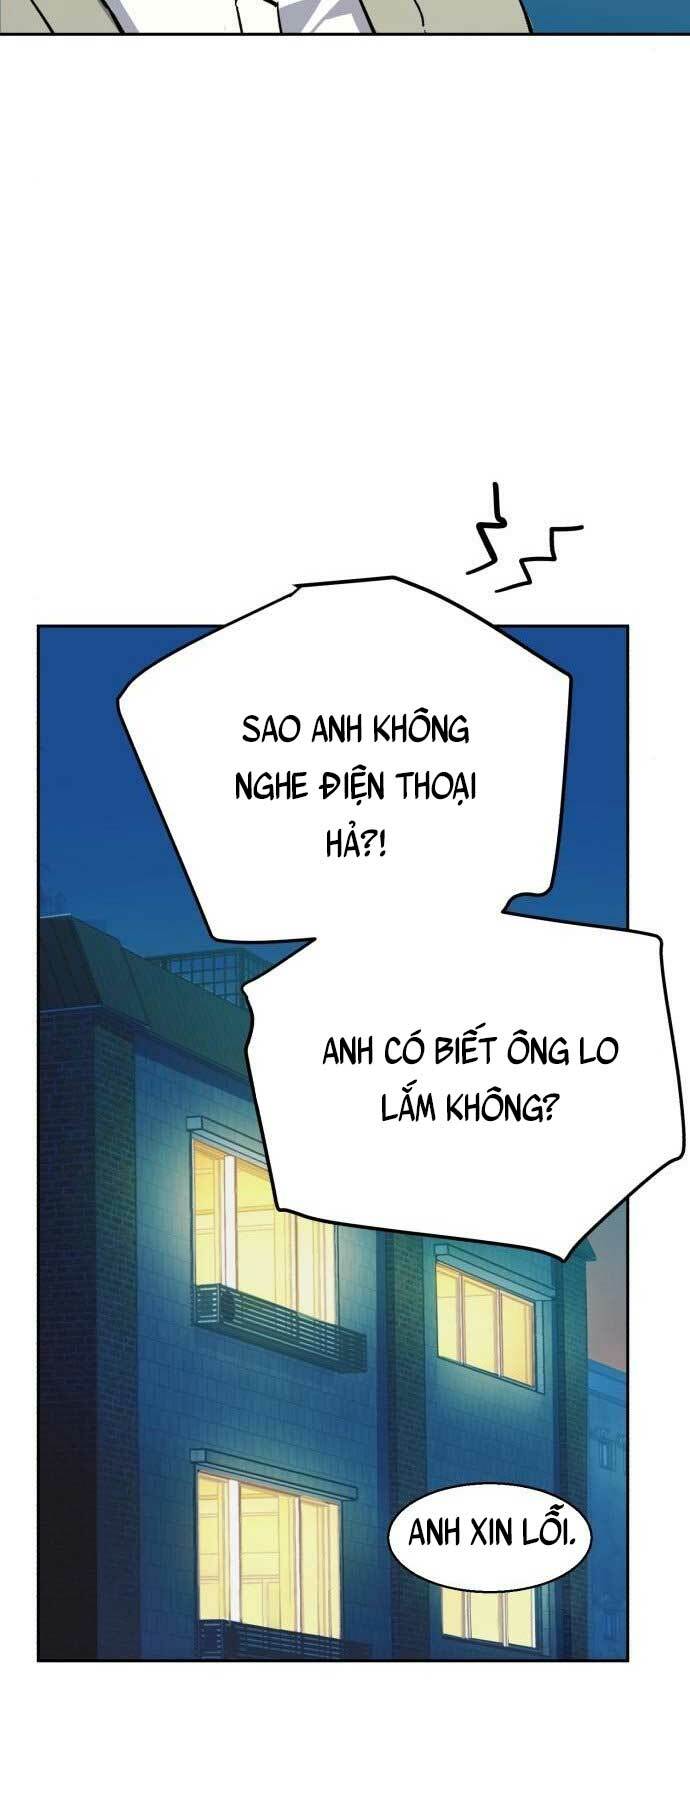 SAO ANH KHÔNG
NGHE ĐIỆN THOẠI
HẢ?!
ANH CÓ BIẾT ÔNG LO
LẮM KHÔNG?
ANH XIN LỖI.